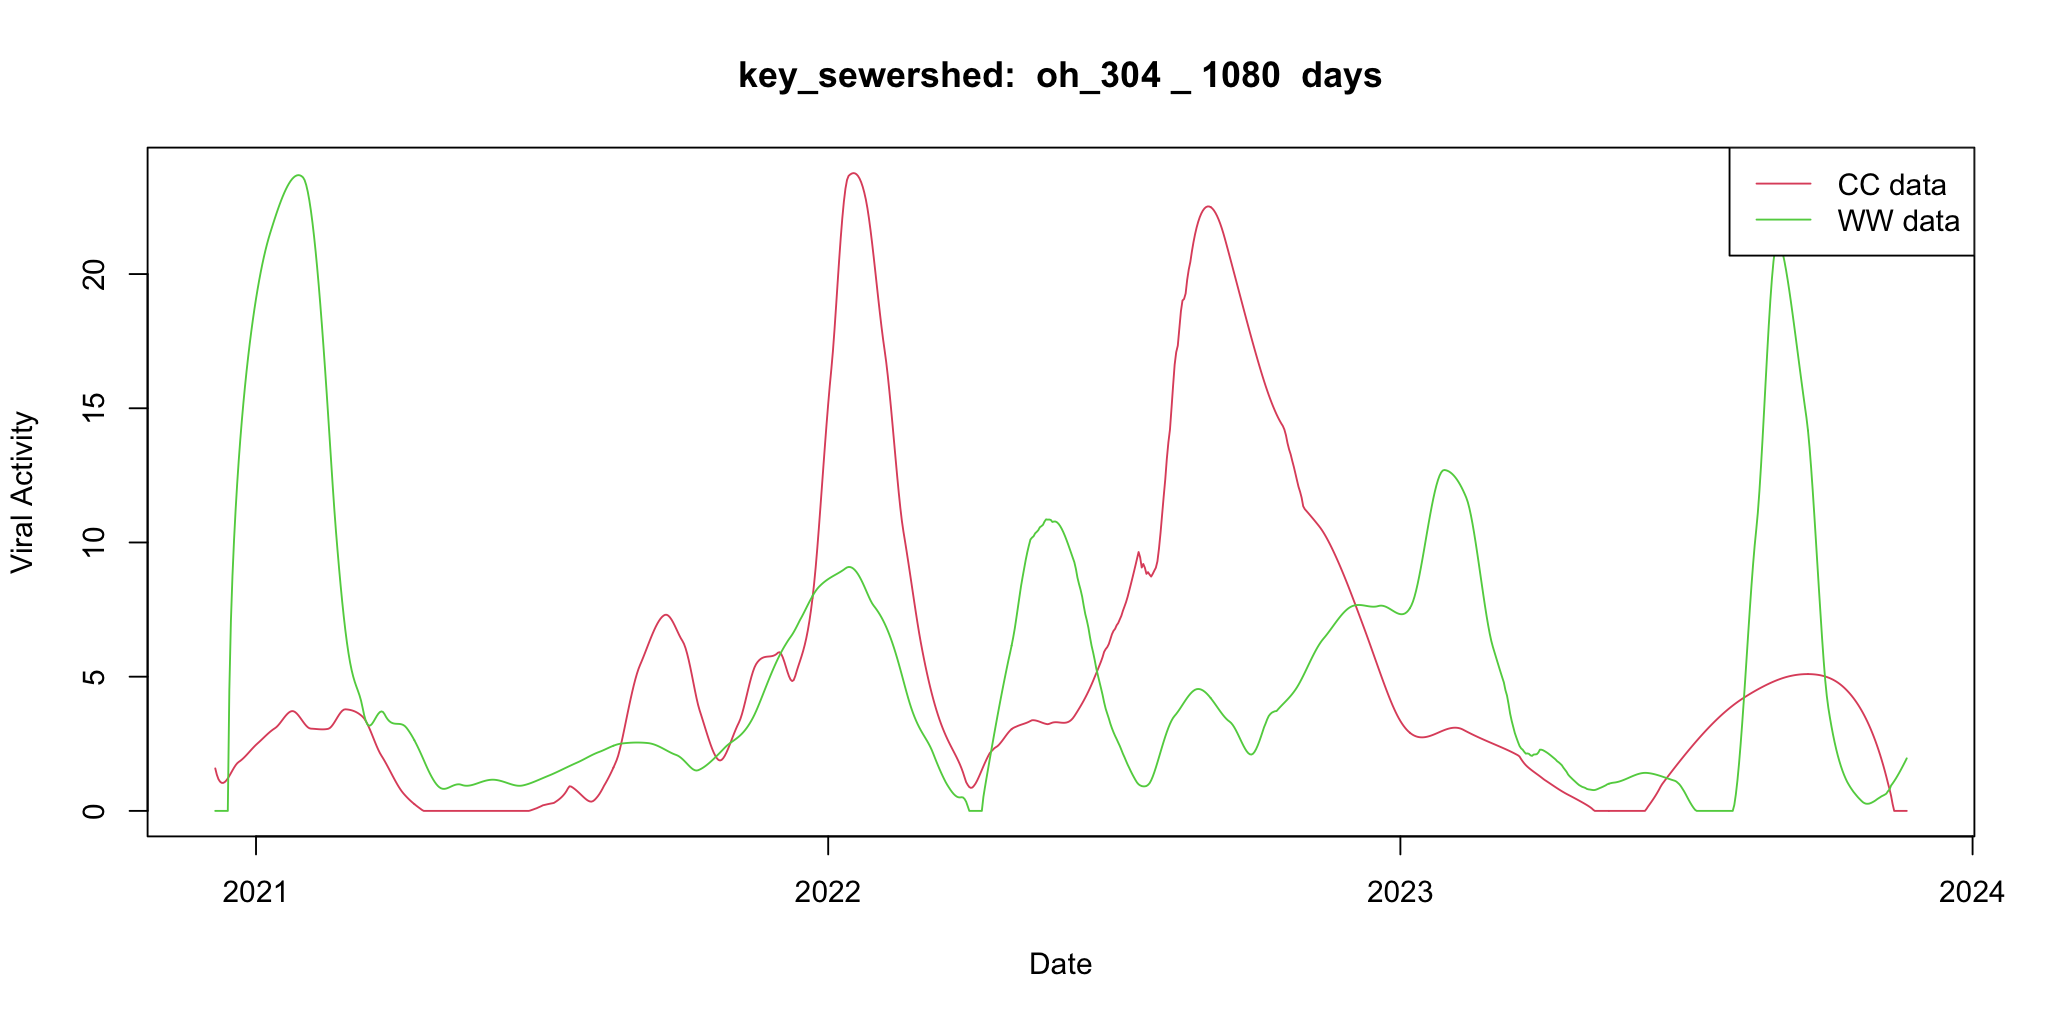 key_sewershed:  oh_304 _ 1080  days
CC data
WW data
Viral Activity
20
15
10
5
0
2021
2022
2023
2024
Date